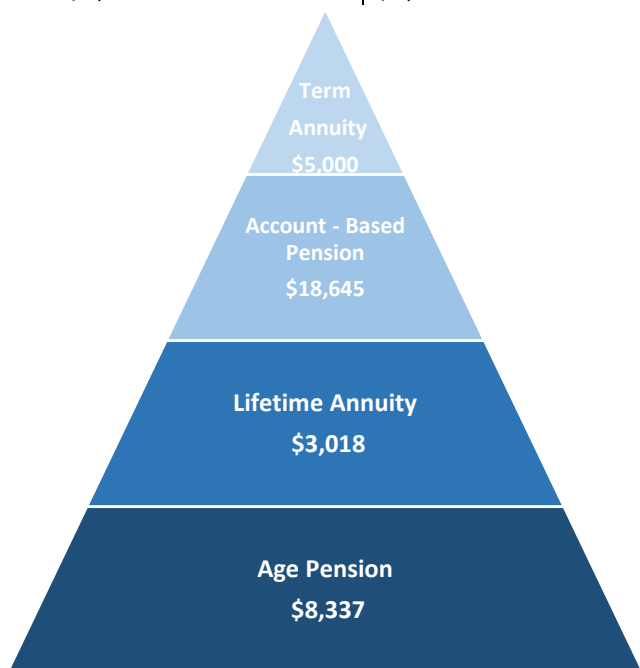 Term
Annuity
$5,000
Account - Based
Pension
$18,645
Lifetime Annuity
$3,018
Age Pension
$8,337